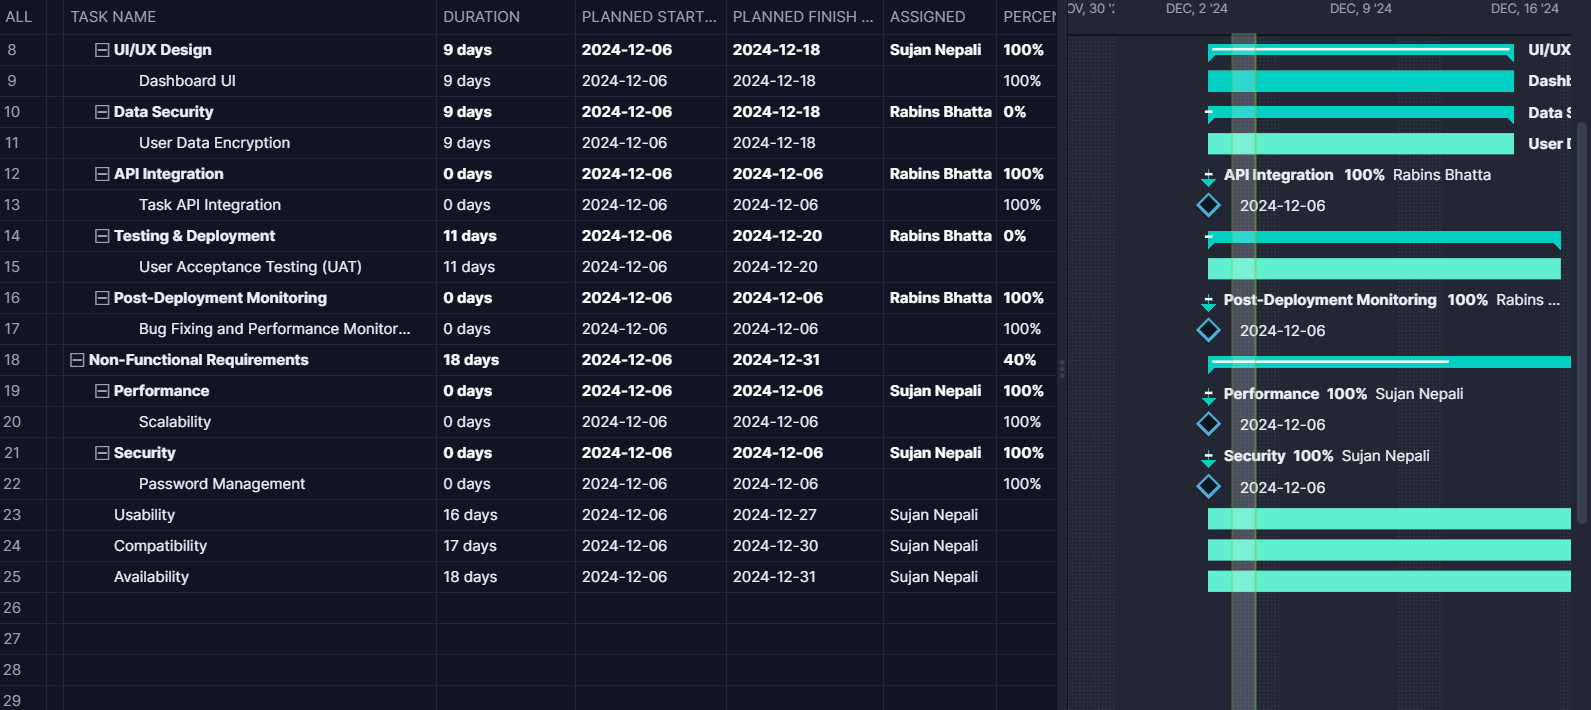 ALL TASK NAME DURATION PLANNED START... PLANNED FINISH ... ASSIGNED PERCEN OV, 30 '2 DEC, 2 '24 DEC, 9 '24 DEC, 16 '24
8 UI/UX Design 9 days 2024-12-06 2024-12-18 Sujan Nepali 100% UI/UX
9 Dashboard UI 9 days 2024-12-06 2024-12-18 100% Dashb
10 Data Security 9 days 2024-12-06 2024-12-18 Rabins Bhatta 0% Data S
11 User Data Encryption 9 days 2024-12-06 2024-12-18 User D
12 API Integration 0 days 2024-12-06 2024-12-06 Rabins Bhatta 100% API Integration 100% Rabins Bhatta
13 Task API Integration 0 days 2024-12-06 2024-12-06 100% 2024-12-06
14 Testing & Deployment 11 days 2024-12-06 2024-12-20 Rabins Bhatta 0%
15 User Acceptance Testing (UAT) 11 days 2024-12-06 2024-12-20
16 Post-Deployment Monitoring 0 days 2024-12-06 2024-12-06 Rabins Bhatta 100% Post-Deployment Monitoring 100% Rabins ...
17 Bug Fixing and Performance Monitor... 0 days 2024-12-06 2024-12-06 100% 2024-12-06
18 Non-Functional Requirements 18 days 2024-12-06 2024-12-31 40%
19 Performance 0 days 2024-12-06 2024-12-06 Sujan Nepali 100% Performance 100% Sujan Nepali
20 Scalability 0 days 2024-12-06 2024-12-06 100% 2024-12-06
21 Security 0 days 2024-12-06 2024-12-06 Sujan Nepali 100% Security 100% Sujan Nepali
22 Password Management 0 days 2024-12-06 2024-12-06 100% 2024-12-06
23 Usability 16 days 2024-12-06 2024-12-27 Sujan Nepali
24 Compatibility 17 days 2024-12-06 2024-12-30 Sujan Nepali
25 Availability 18 days 2024-12-06 2024-12-31 Sujan Nepali
26
27
28
29